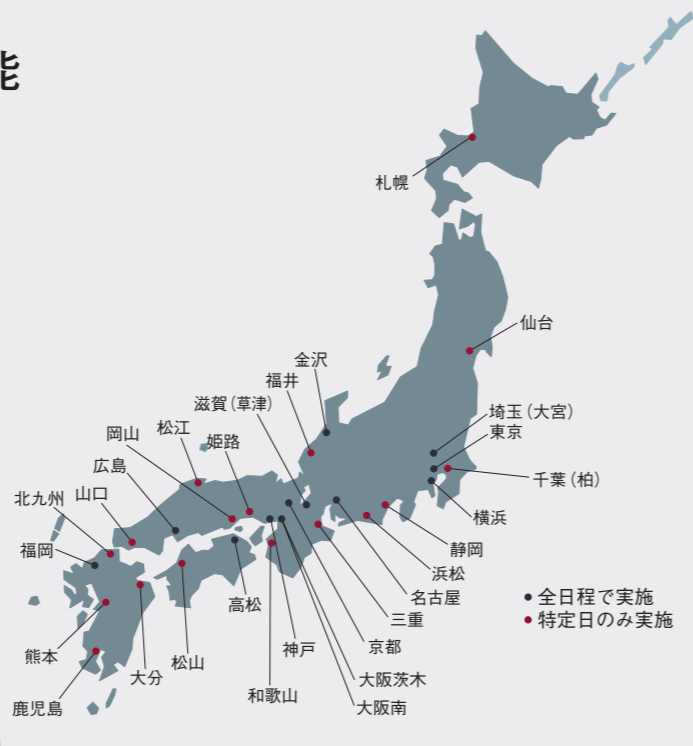 能
札幌
仙台
金沢
福井
滋賀（草津）
埼玉（大宮）
東京
岡山
松江
姫路
広島
千葉（柏）
北九州
山口
横浜
福岡
静岡
浜松
名古屋
高松
三重
神戸
京都
熊本
松山
大分
大阪茨木
和歌山
大阪南
鹿児島
●全日程で実施
●特定日のみ実施